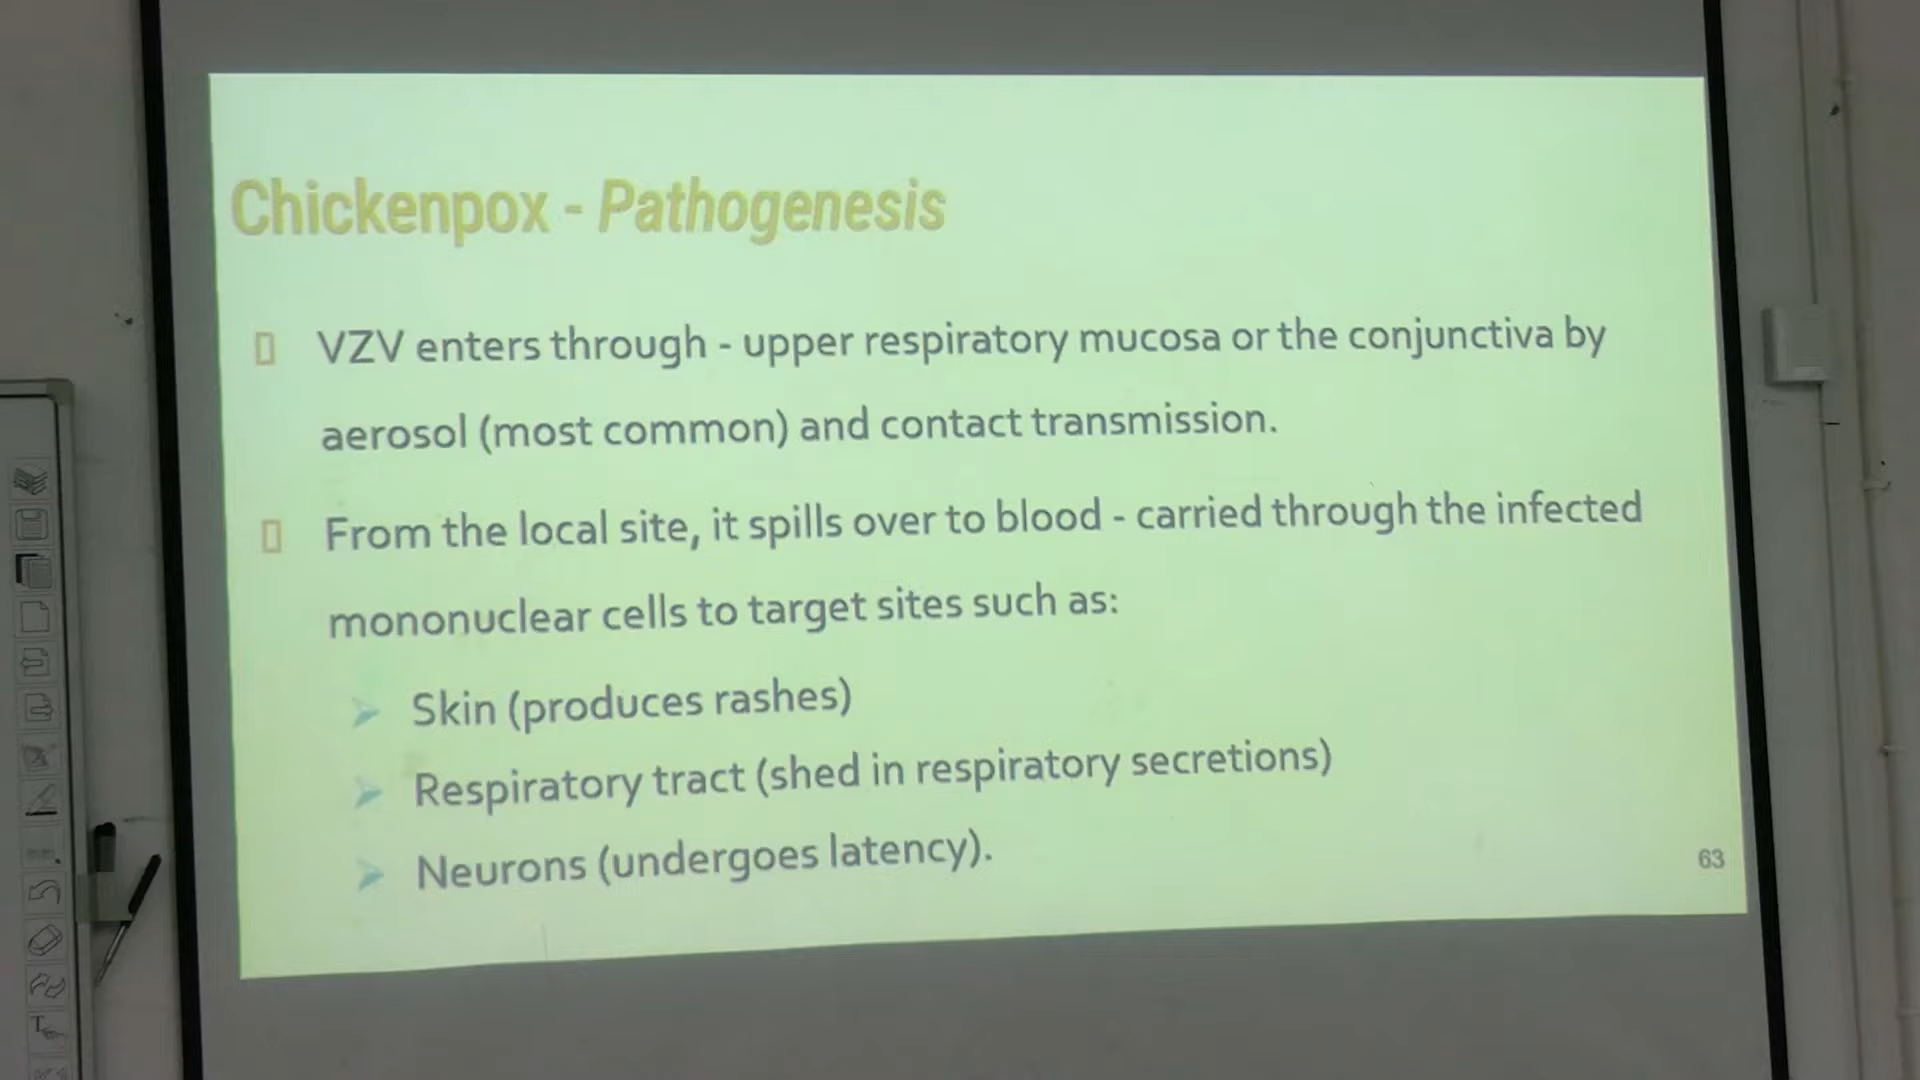 Chickenpox - Pathogenesis
VZV enters through - upper respiratory mucosa or the conjunctiva by
aerosol (most common) and contact transmission.
From the local site, it spills over to blood - carried through the infected
mononuclear cells to target sites such as:
Skin (produces rashes)
Respiratory tract (shed in respiratory secretions)
Neurons (undergoes latency).
63
T